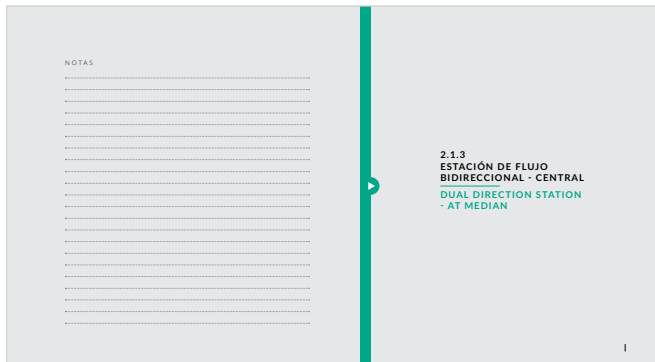 NOTAS
2.1.3
ESTACIÓN DE FLUJO
BIDIRECCIONAL - CENTRAL
DUAL DIRECTION STATION
- AT MEDIAN
I